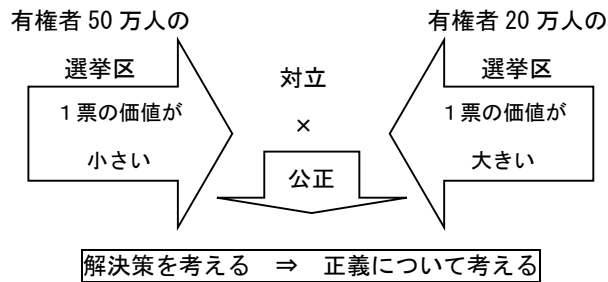 有権者 50 万人の
選挙区
１票の価値が
小さい
対立
×
公正
有権者 20 万人の
選挙区
１票の価値が
大きい
解決策を考える　⇒　正義について考える